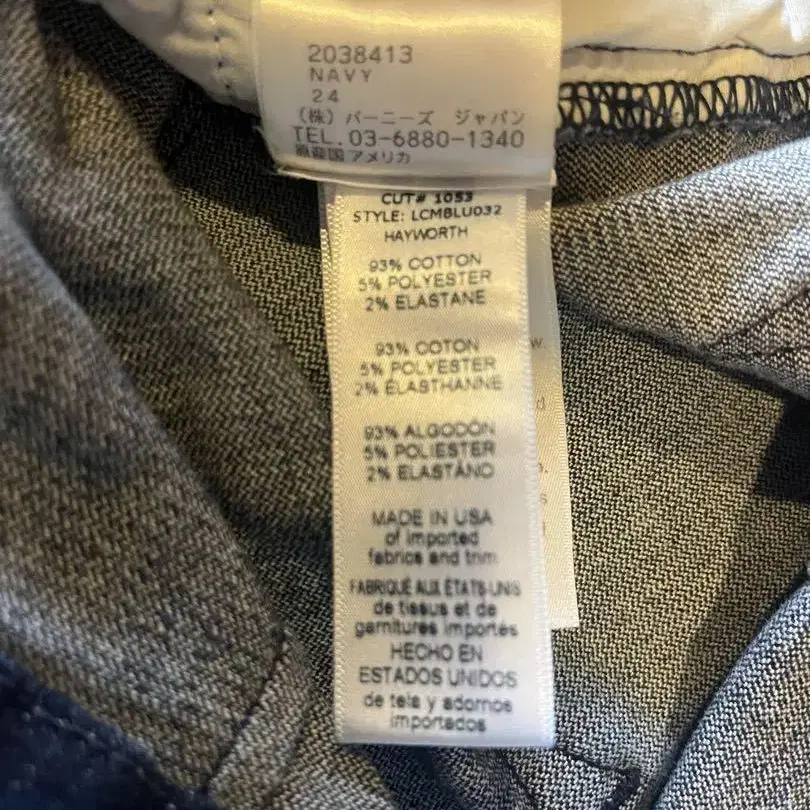 2038413
NAVY
24
(株) バーニーズ ジャパン
TEL. 03-6880-1340
原産国 アメリカ
CUT# 1053
STYLE: LCMBLU032
HAYWORTH
93% COTTON
5% POLYESTER
2% ELASTANE
93% COTON
5% POLYESTER
2% ÉLASTHANNE
93% ALGODÓN
5% POLIESTER
2% ELASTANO
MADE IN USA
of imported
fabrics and trim
FABRIQUÉ AUX ÉTATS-UNIS
de tissus et de
garnitures importés
HECHO EN
ESTADOS UNIDOS
de tela y adornos
importados